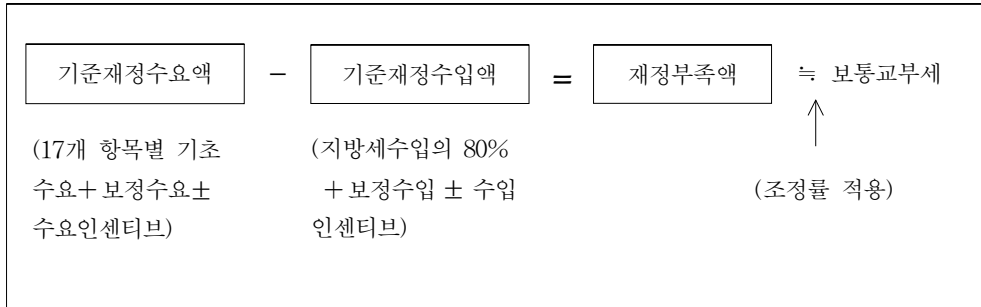 기준재정수요액 − 기준재정수입액 = 재정부족액 ≒ 보통교부세
(17개 항목별 기초
수요+보정수요±
수요인센티브)
(지방세수입의 80%
+보정수입 ± 수입
인센티브)
(조정률 적용)